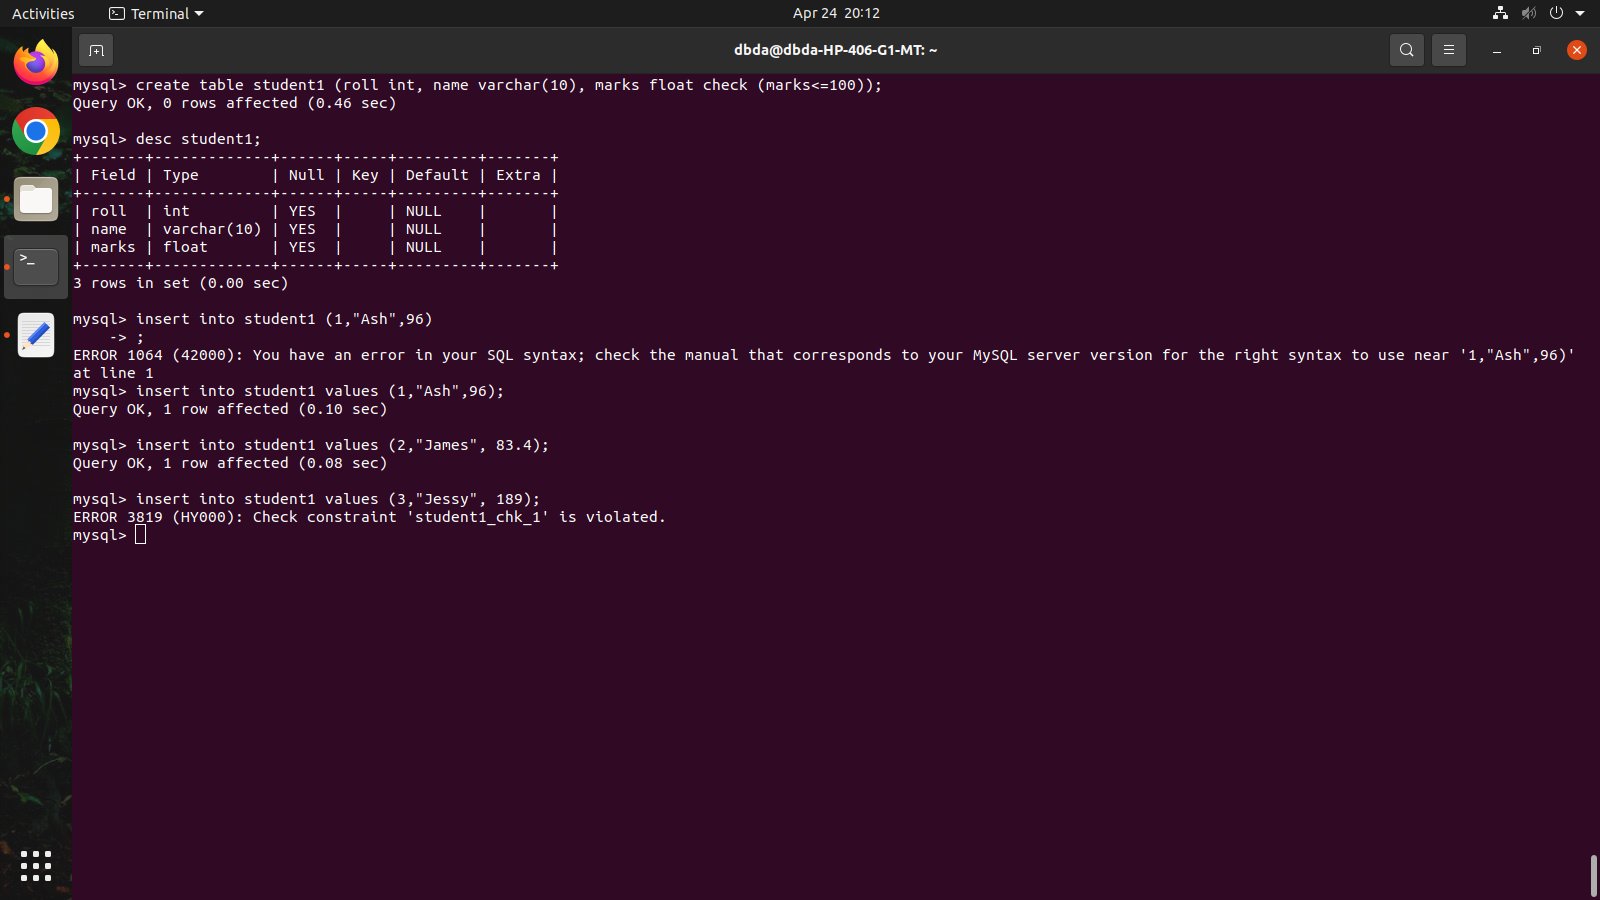 Activities Terminal Apr 24 20:12
dbda@dbda-HP-406-G1-MT: ~
mysql> create table student1 (roll int, name varchar(10), marks float check (marks<=100));
Query OK, 0 rows affected (0.46 sec)
mysql> desc student1;
+-------+-------------+------+-----+---------+-------+
| Field | Type        | Null | Key | Default | Extra |
+-------+-------------+------+-----+---------+-------+
| roll  | int         | YES  |     | NULL    |       |
| name  | varchar(10) | YES  |     | NULL    |       |
| marks | float       | YES  |     | NULL    |       |
+-------+-------------+------+-----+---------+-------+
3 rows in set (0.00 sec)
mysql> insert into student1 (1,"Ash",96)
    -> ;
ERROR 1064 (42000): You have an error in your SQL syntax; check the manual that corresponds to your MySQL server version for the right syntax to use near '1,"Ash",96)'
at line 1
mysql> insert into student1 values (1,"Ash",96);
Query OK, 1 row affected (0.10 sec)
mysql> insert into student1 values (2,"James", 83.4);
Query OK, 1 row affected (0.08 sec)
mysql> insert into student1 values (3,"Jessy", 189);
ERROR 3819 (HY000): Check constraint 'student1_chk_1' is violated.
mysql>